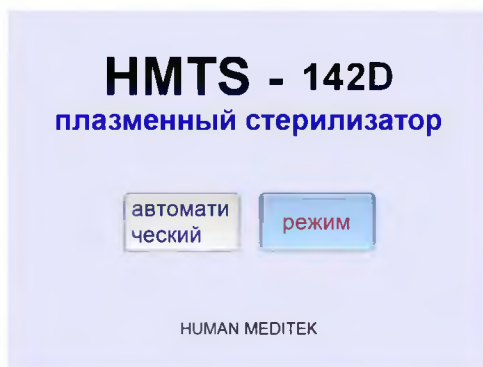 HMTS - 142D
плазменный стерилизатор
автомати
ческий
режим
HUMAN MEDITEK